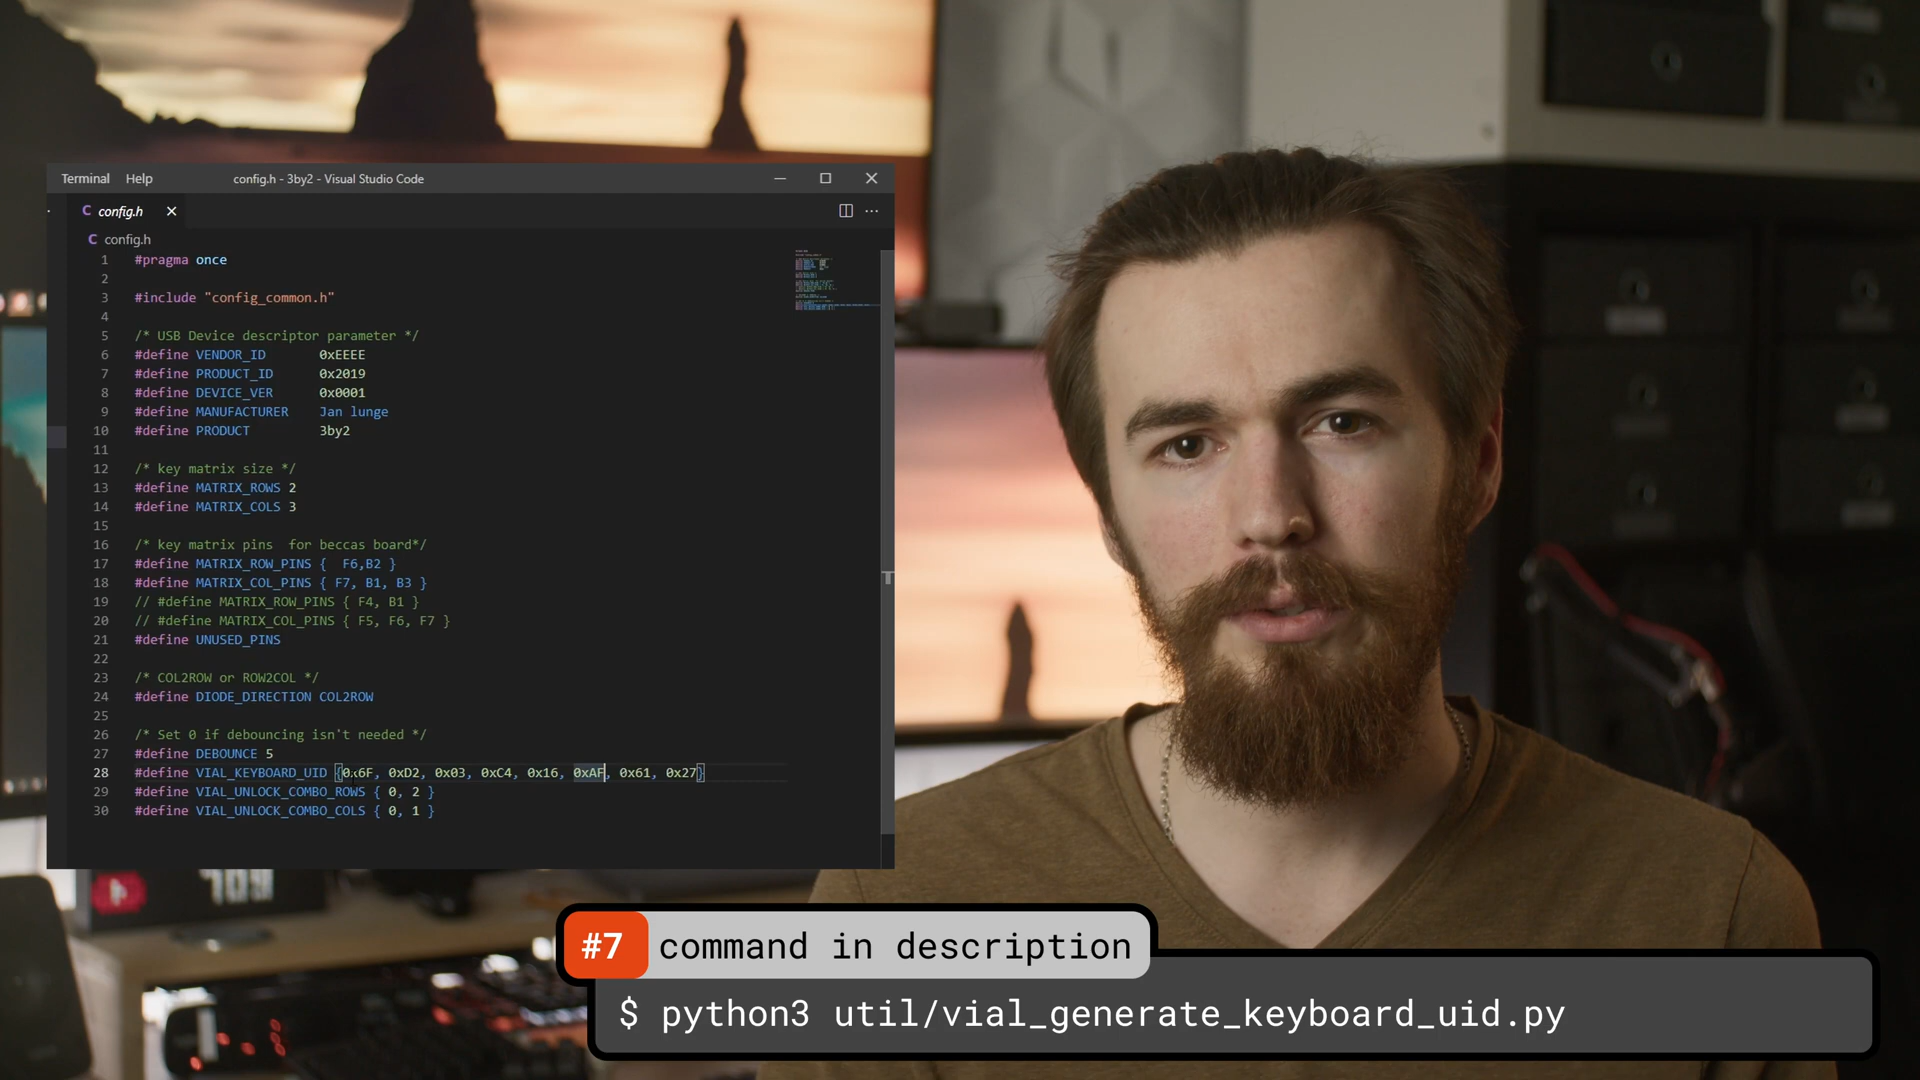 Terminal Help config.h - 3by2 - Visual Studio Code
C config.h
C config.h
1 #pragma once
2
3 #include "config_common.h"
4
5 /* USB Device descriptor parameter */
6 #define VENDOR_ID 0xEEEE
7 #define PRODUCT_ID 0x2019
8 #define DEVICE_VER 0x0001
9 #define MANUFACTURER Jan lunge
10 #define PRODUCT 3by2
11
12 /* key matrix size */
13 #define MATRIX_ROWS 2
14 #define MATRIX_COLS 3
15
16 /* key matrix pins  for beccas board*/
17 #define MATRIX_ROW_PINS {  F6,B2 }
18 #define MATRIX_COL_PINS { F7, B1, B3 }
19 // #define MATRIX_ROW_PINS { F4, B1 }
20 // #define MATRIX_COL_PINS { F5, F6, F7 }
21 #define UNUSED_PINS
22
23 /* COL2ROW or ROW2COL */
24 #define DIODE_DIRECTION COL2ROW
25
26 /* Set 0 if debouncing isn't needed */
27 #define DEBOUNCE 5
28 #define VIAL_KEYBOARD_UID {0x6F, 0xD2, 0x03, 0xC4, 0x16, 0xAF, 0x61, 0x27}
29 #define VIAL_UNLOCK_COMBO_ROWS { 0, 2 }
30 #define VIAL_UNLOCK_COMBO_COLS { 0, 1 }
#7 command in description
$ python3 util/vial_generate_keyboard_uid.py